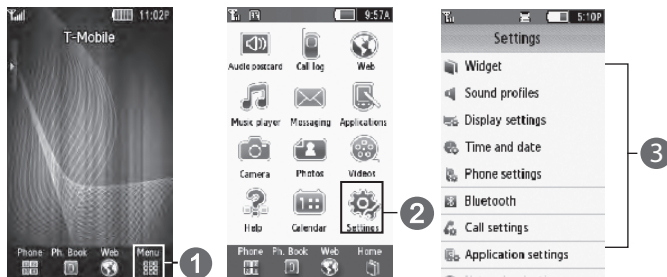 11:02P
T-Mobile
Phone Ph. Book Web Menu
1
9:57A
Audio postcard Call log Web
Music player Messaging Applications
Camera Photos Videos
Help Calendar Settings
Phone Ph. Book Web Home
2
5:10P
Settings
Widget
Sound profiles
Display settings
Time and date
Phone settings
Bluetooth
Call settings
Application settings
3